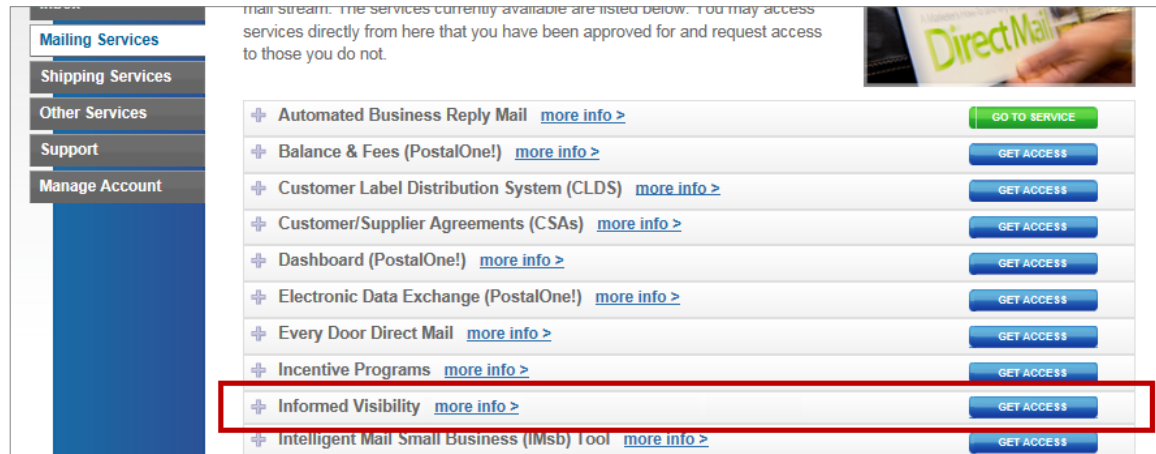 Inbox
Mailing Services
Shipping Services
Other Services
Support
Manage Account
mail stream. The services currently available are listed below. You may access
services directly from here that you have been approved for and request access
to those you do not.
DirectMail
Automated Business Reply Mail more info > GO TO SERVICE
Balance & Fees (PostalOne!) more info > GET ACCESS
Customer Label Distribution System (CLDS) more info > GET ACCESS
Customer/Supplier Agreements (CSAs) more info > GET ACCESS
Dashboard (PostalOne!) more info > GET ACCESS
Electronic Data Exchange (PostalOne!) more info > GET ACCESS
Every Door Direct Mail more info > GET ACCESS
Incentive Programs more info > GET ACCESS
Informed Visibility more info > GET ACCESS
Intelligent Mail Small Business (IMsb) Tool more info > GET ACCESS